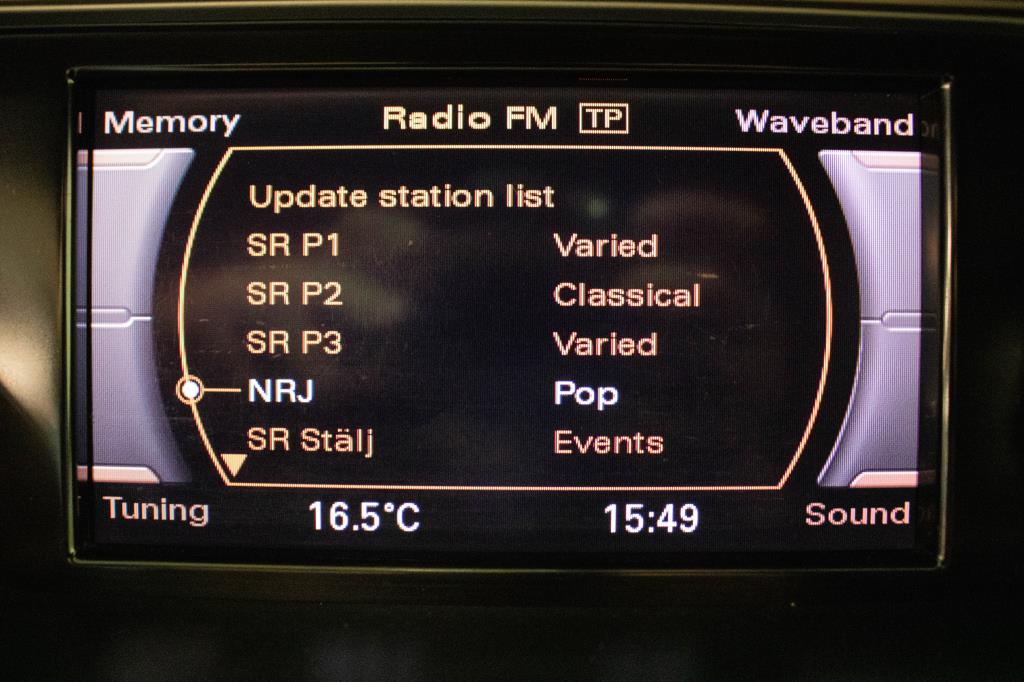 Memory Radio FM TP Waveband
Update station list
SR P1 Varied
SR P2 Classical
SR P3 Varied
NRJ Pop
SR Stälj Events
Tuning 16.5°C 15:49 Sound